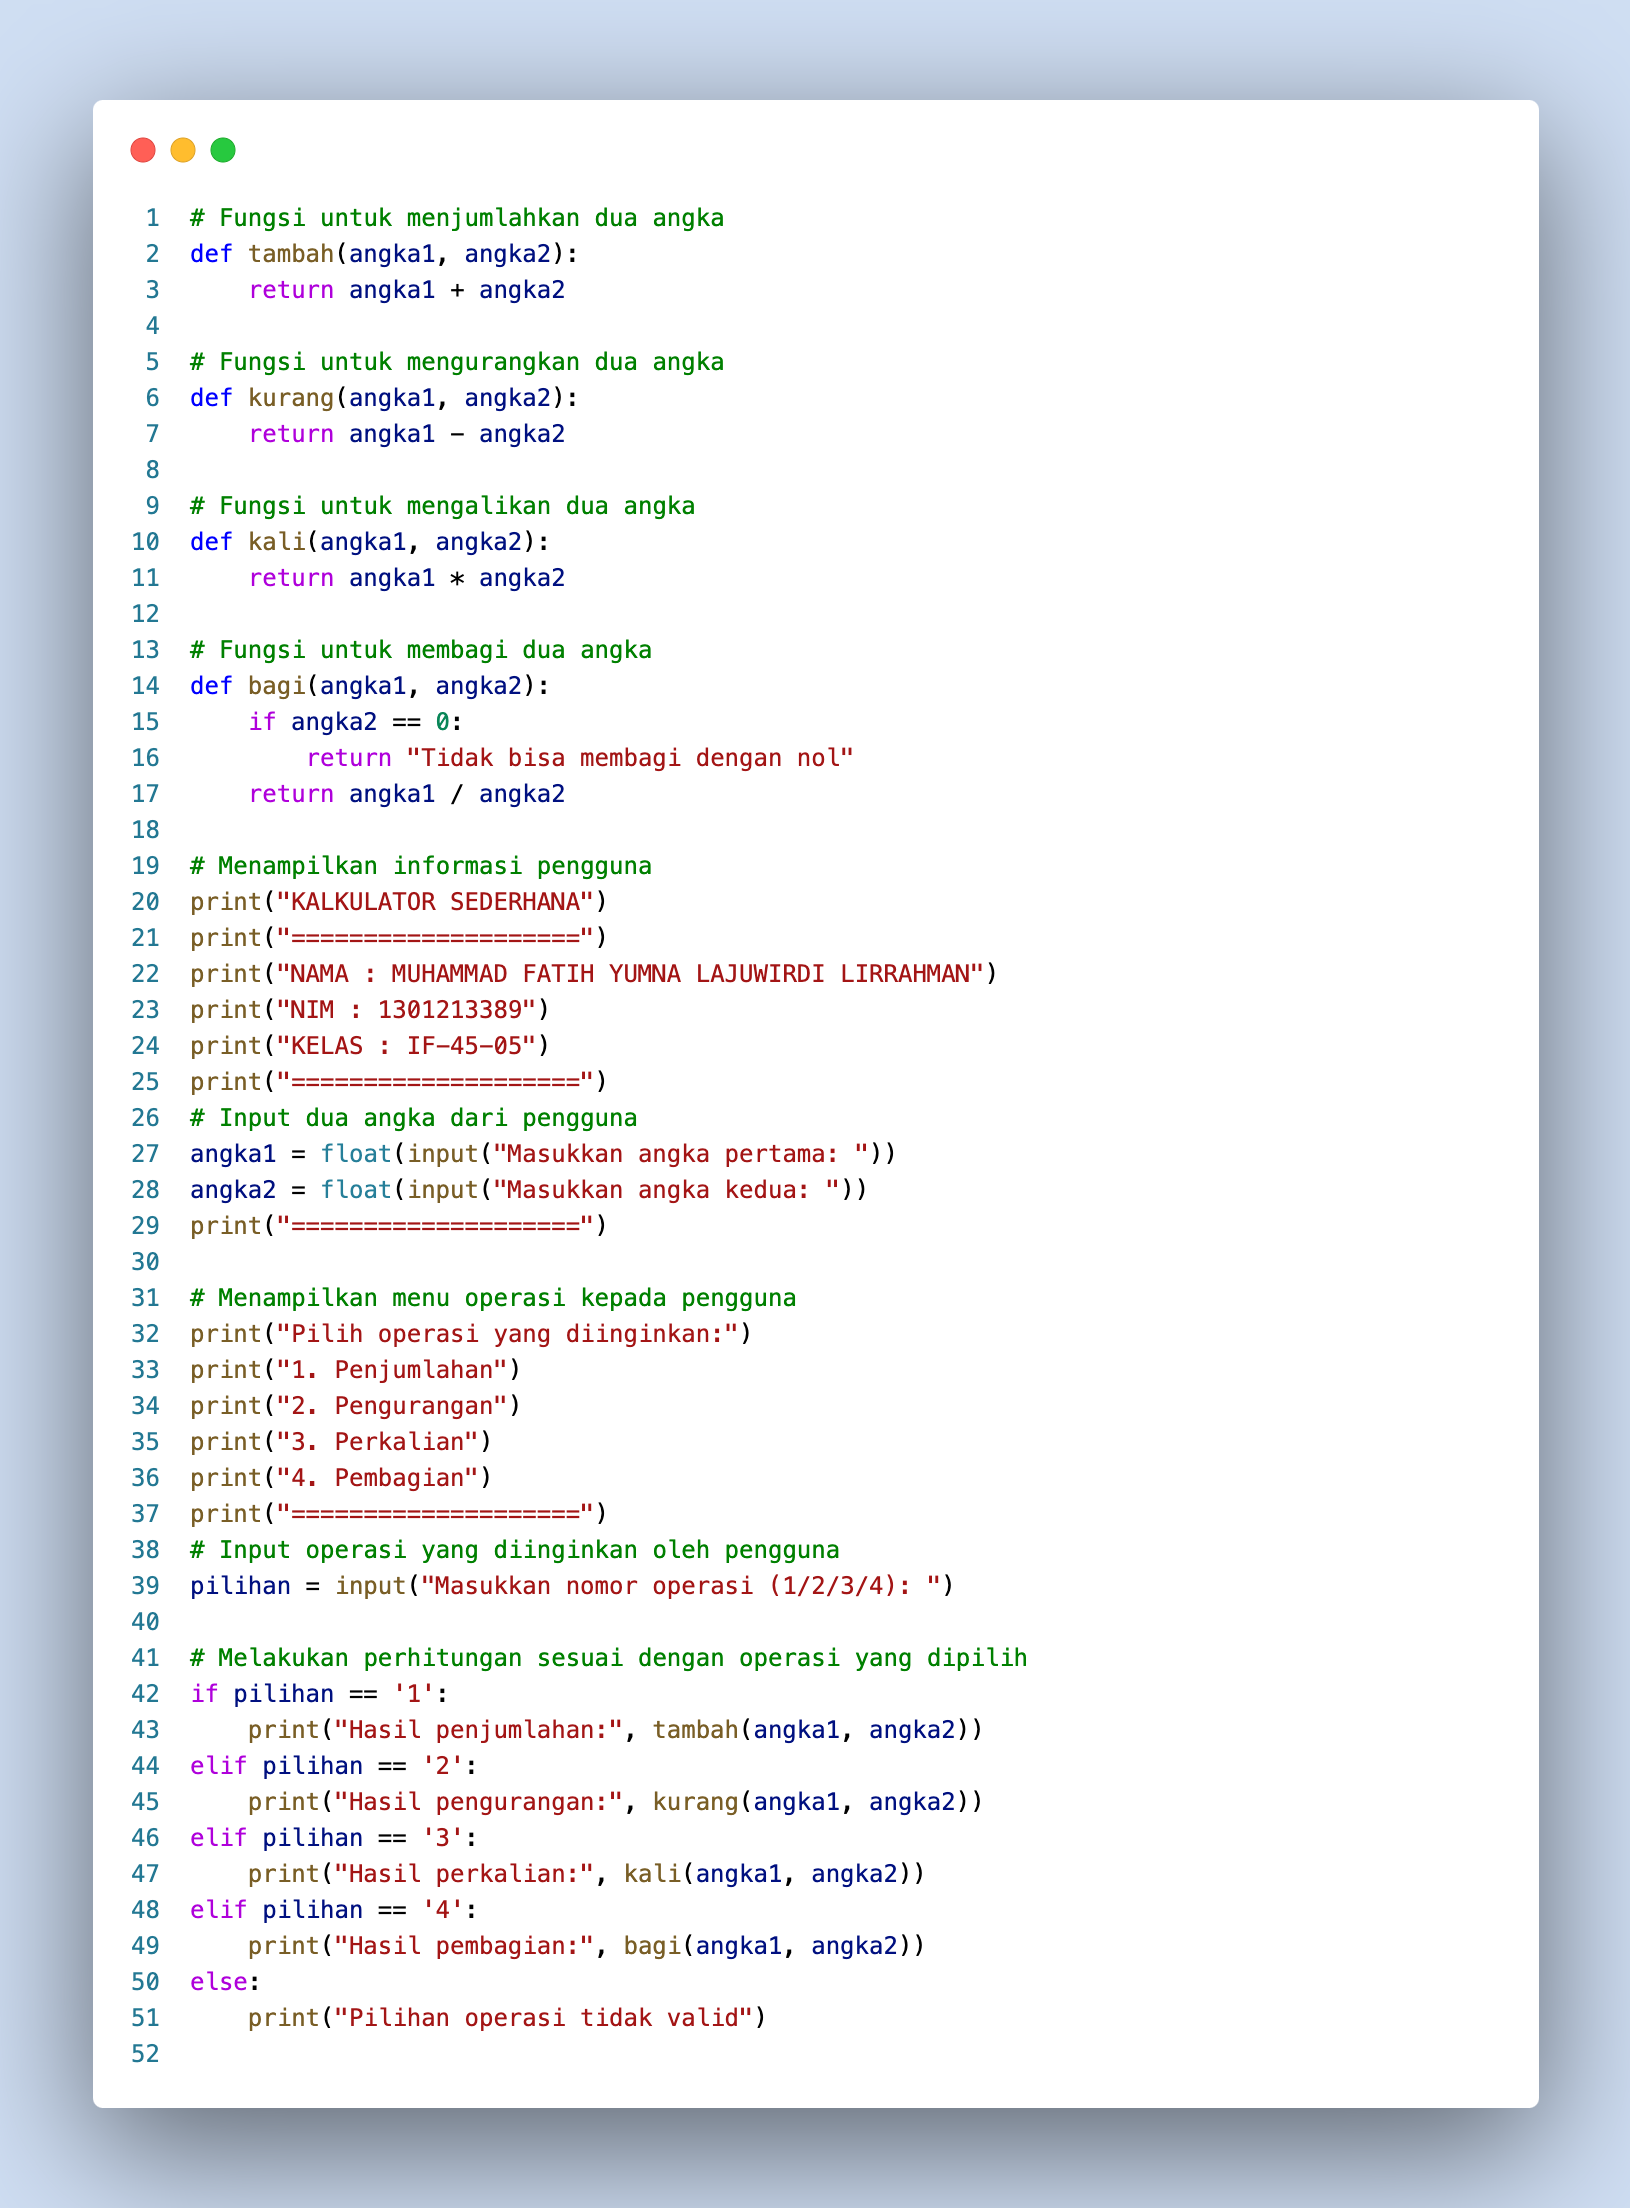 1 # Fungsi untuk menjumlahkan dua angka
2 def tambah(angka1, angka2):
3     return angka1 + angka2
4
5 # Fungsi untuk mengurangkan dua angka
6 def kurang(angka1, angka2):
7     return angka1 - angka2
8
9 # Fungsi untuk mengalikan dua angka
10 def kali(angka1, angka2):
11     return angka1 * angka2
12
13 # Fungsi untuk membagi dua angka
14 def bagi(angka1, angka2):
15     if angka2 == 0:
16         return "Tidak bisa membagi dengan nol"
17     return angka1 / angka2
18
19 # Menampilkan informasi pengguna
20 print("KALKULATOR SEDERHANA")
21 print("====================")
22 print("NAMA : MUHAMMAD FATIH YUMNA LAJUWIRDI LIRRAHMAN")
23 print("NIM : 1301213389")
24 print("KELAS : IF-45-05")
25 print("====================")
26 # Input dua angka dari pengguna
27 angka1 = float(input("Masukkan angka pertama: "))
28 angka2 = float(input("Masukkan angka kedua: "))
29 print("====================")
30
31 # Menampilkan menu operasi kepada pengguna
32 print("Pilih operasi yang diinginkan:")
33 print("1. Penjumlahan")
34 print("2. Pengurangan")
35 print("3. Perkalian")
36 print("4. Pembagian")
37 print("====================")
38 # Input operasi yang diinginkan oleh pengguna
39 pilihan = input("Masukkan nomor operasi (1/2/3/4): ")
40
41 # Melakukan perhitungan sesuai dengan operasi yang dipilih
42 if pilihan == '1':
43     print("Hasil penjumlahan:", tambah(angka1, angka2))
44 elif pilihan == '2':
45     print("Hasil pengurangan:", kurang(angka1, angka2))
46 elif pilihan == '3':
47     print("Hasil perkalian:", kali(angka1, angka2))
48 elif pilihan == '4':
49     print("Hasil pembagian:", bagi(angka1, angka2))
50 else:
51     print("Pilihan operasi tidak valid")
52